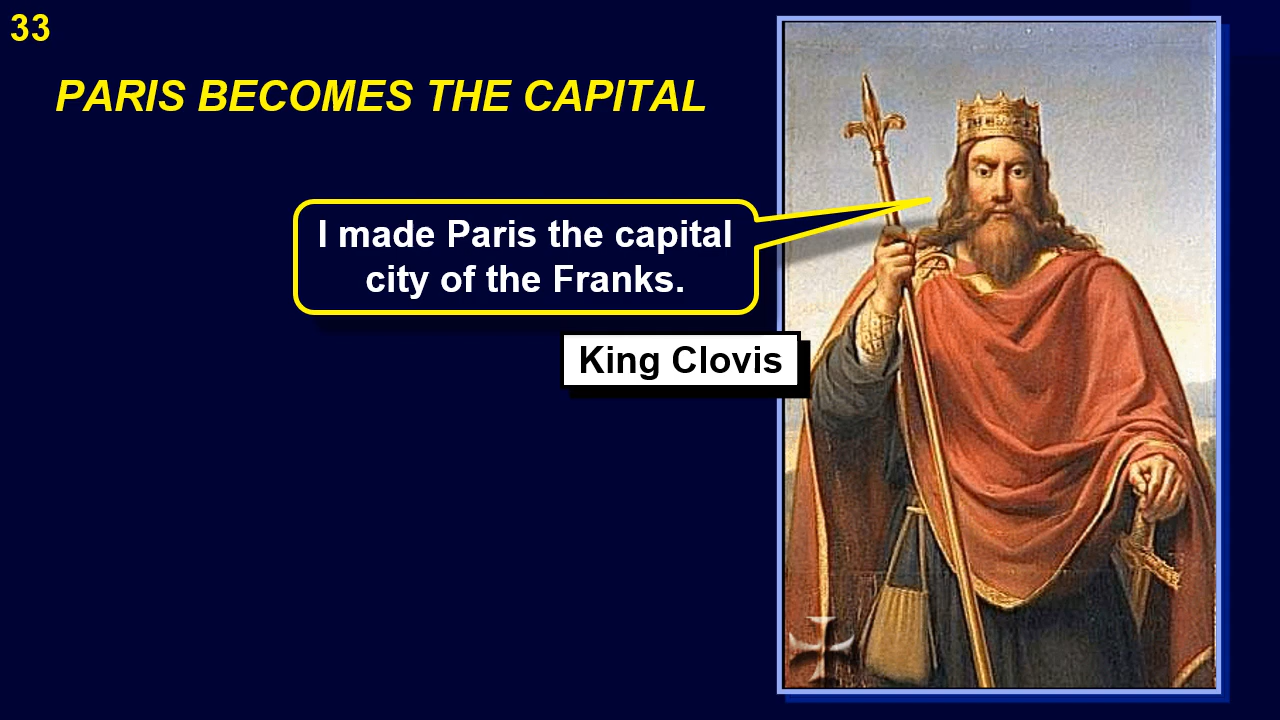 33
PARIS BECOMES THE CAPITAL
I made Paris the capital
city of the Franks.
King Clovis